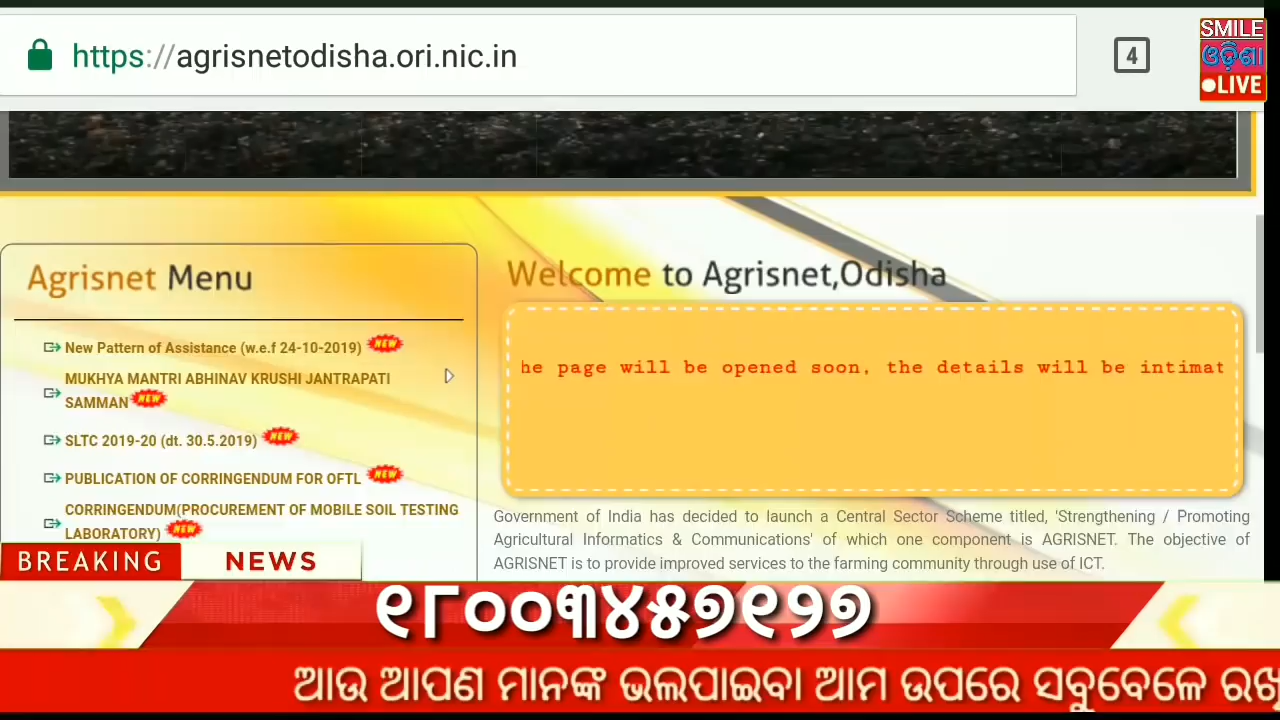 https://agrisnetodisha.ori.nic.in
4
SMILE
ଓଡ଼ିଶା
LIVE
Agrisnet Menu
New Pattern of Assistance (w.e.f 24-10-2019) NEW
MUKHYA MANTRI ABHINAV KRUSHI JANTRAPATI
SAMMAN NEW
SLTC 2019-20 (dt. 30.5.2019) NEW
PUBLICATION OF CORRINGENDUM FOR OFTL NEW
CORRINGENDUM(PROCUREMENT OF MOBILE SOIL TESTING
LABORATORY) NEW
Welcome to Agrisnet,Odisha
he page will be opened soon, the details will be intimat
Government of India has decided to launch a Central Sector Scheme titled, 'Strengthening / Promoting
Agricultural Informatics & Communications' of which one component is AGRISNET. The objective of
AGRISNET is to provide improved services to the farming community through use of ICT.
BREAKING NEWS
୧୮୦୦୩୪୫୭୧୨୭
ଆଉ ଆପଣ ମାନଙ୍କ ଭଲପାଇବା ଆମ ଉପରେ ସବୁବେଳେ ରଖ